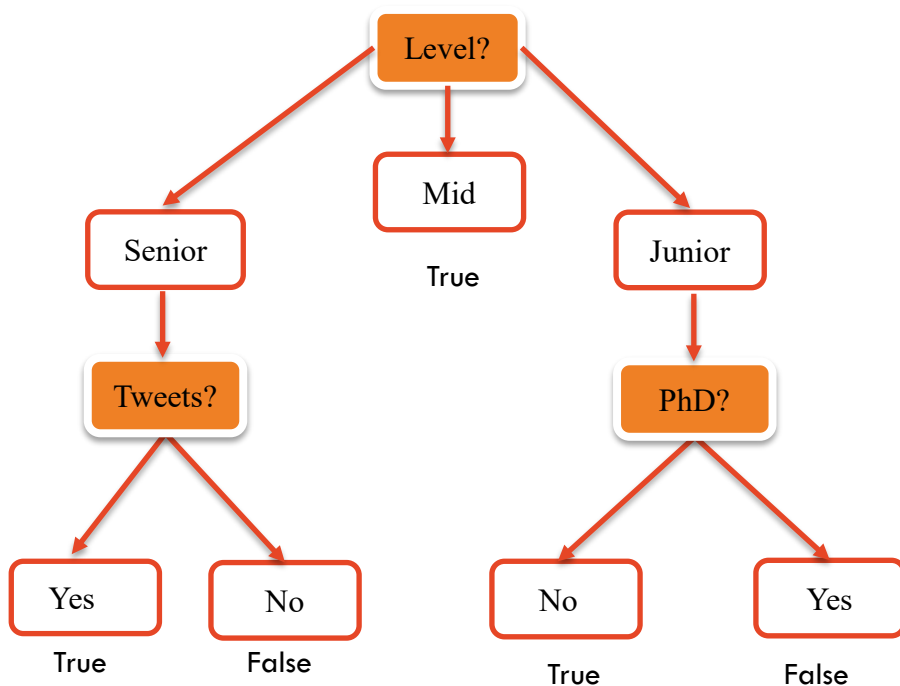 Level?
Mid
True
Senior
Junior
Tweets?
PhD?
Yes
No
No
Yes
True
False
True
False